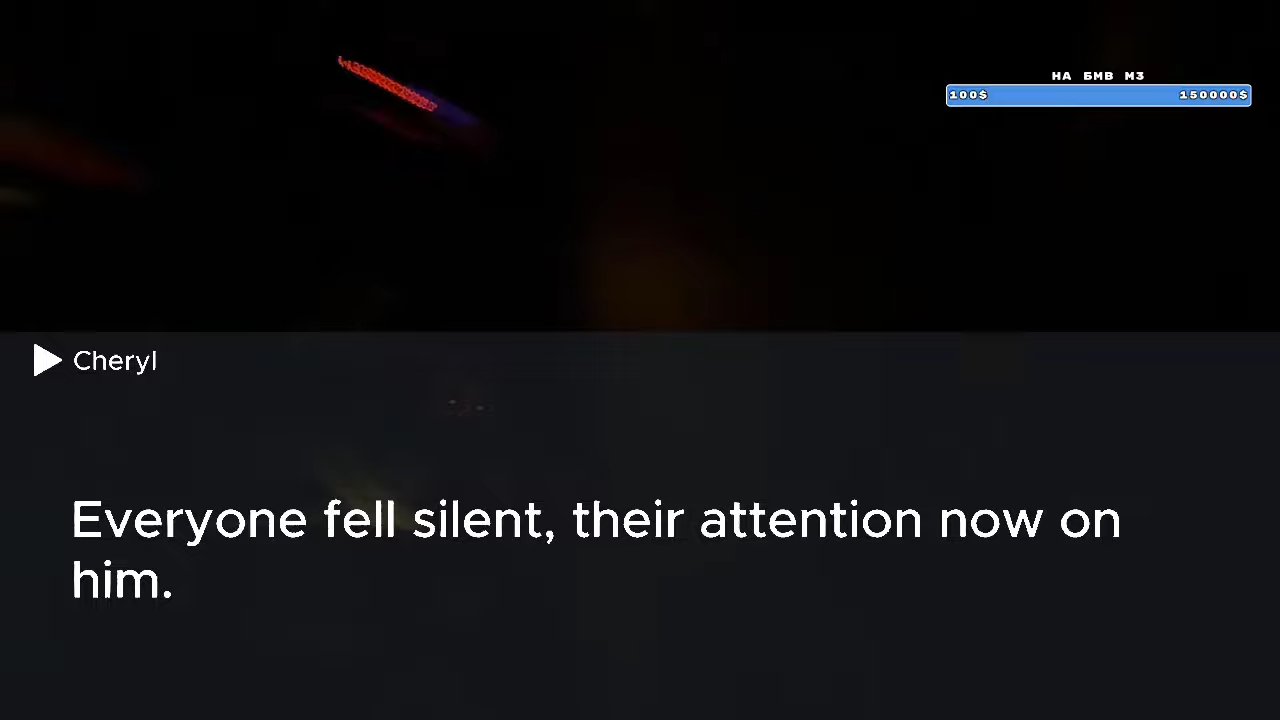 НА БМВ М3
100$ 150000$
Cheryl
Everyone fell silent, their attention now on
him.